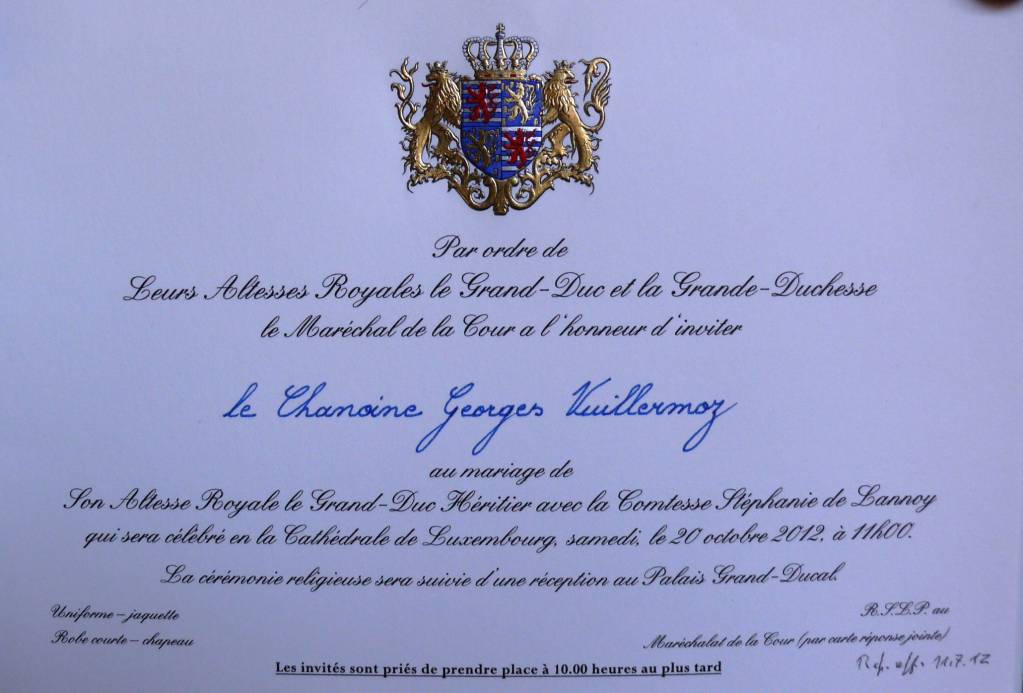 Par ordre de
Leurs Altesses Royales le Grand-Duc et la Grande-Duchesse
le Maréchal de la Cour a l'honneur d'inviter
le Chanoine Georges Vuillermoz
au mariage de
Son Altesse Royale le Grand-Duc Héritier avec la Comtesse Stéphanie de Lannoy
qui sera célébré en la Cathédrale de Luxembourg, samedi, le 20 octobre 2012, à 11h00.
La cérémonie religieuse sera suivie d'une réception au Palais Grand-Ducal.
Uniforme – jaquette
Robe courte – chapeau
R.S.L.P. au
Maréchalat de la Cour (par carte réponse jointe)
Rép. eff. 11.7.12
Les invités sont priés de prendre place à 10.00 heures au plus tard